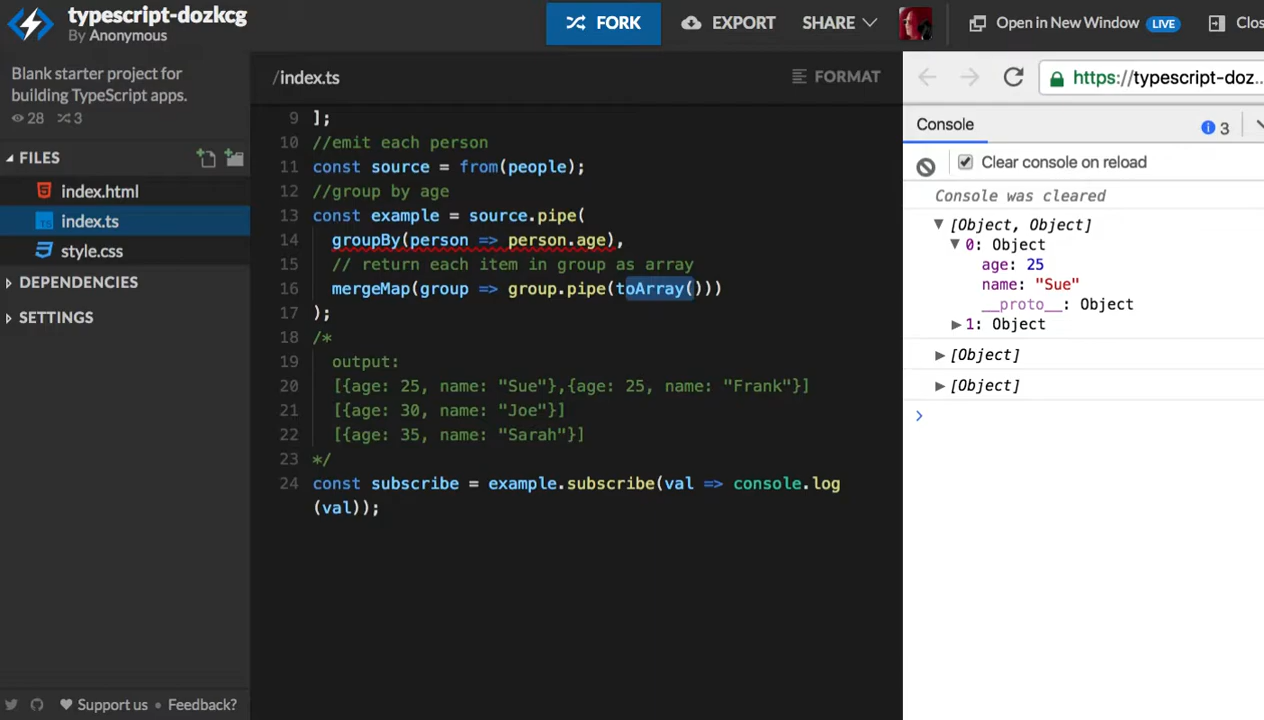 typescript-dozkcg
By Anonymous
FORK
EXPORT
SHARE
Open in New Window LIVE
Clos
Blank starter project for
building TypeScript apps.
28 3
FILES
index.html
index.ts
style.css
DEPENDENCIES
SETTINGS
Support us • Feedback?
/index.ts
FORMAT
9 ];
10 //emit each person
11 const source = from(people);
12 //group by age
13 const example = source.pipe(
14 groupBy(person => person.age),
15 // return each item in group as array
16 mergeMap(group => group.pipe(toArray()))
17 );
18 /*
19 output:
20 [{age: 25, name: "Sue"},{age: 25, name: "Frank"}]
21 [{age: 30, name: "Joe"}]
22 [{age: 35, name: "Sarah"}]
23 */
24 const subscribe = example.subscribe(val => console.log
(val));
https://typescript-doz...
Console
3
Clear console on reload
Console was cleared
[Object, Object]
0: Object
age: 25
name: "Sue"
__proto__: Object
1: Object
[Object]
[Object]